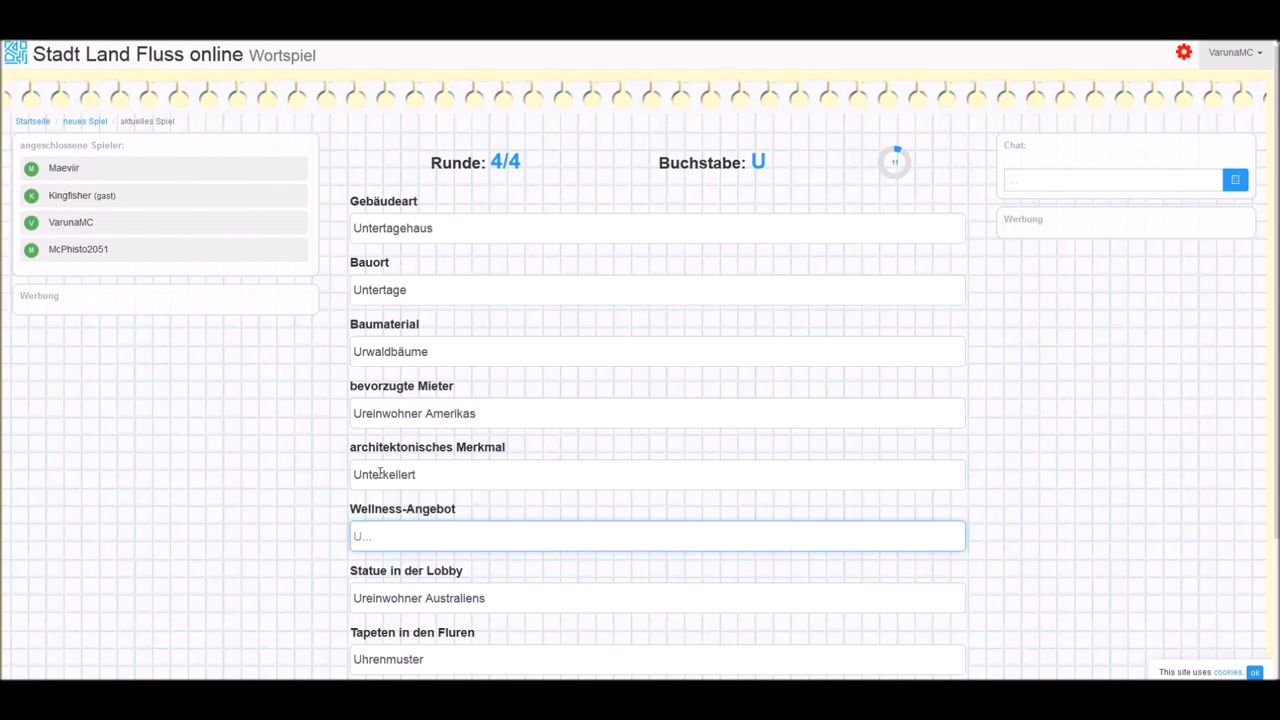 Stadt Land Fluss online Wortspiel
VarunaMC
Startseite / neues Spiel / aktuelles Spiel
angeschlossene Spieler:
M Maeviir
K Kingfisher (gast)
V VarunaMC
M McPhisto2051
Werbung
Runde: 4/4 Buchstabe: U 11
Gebäudeart
Untertagehaus
Bauort
Untertage
Baumaterial
Urwaldbäume
bevorzugte Mieter
Ureinwohner Amerikas
architektonisches Merkmal
Unterkellert
Wellness-Angebot
U...
Statue in der Lobby
Ureinwohner Australiens
Tapeten in den Fluren
Uhrenmuster
Chat:
...
Werbung
This site uses cookies. ok